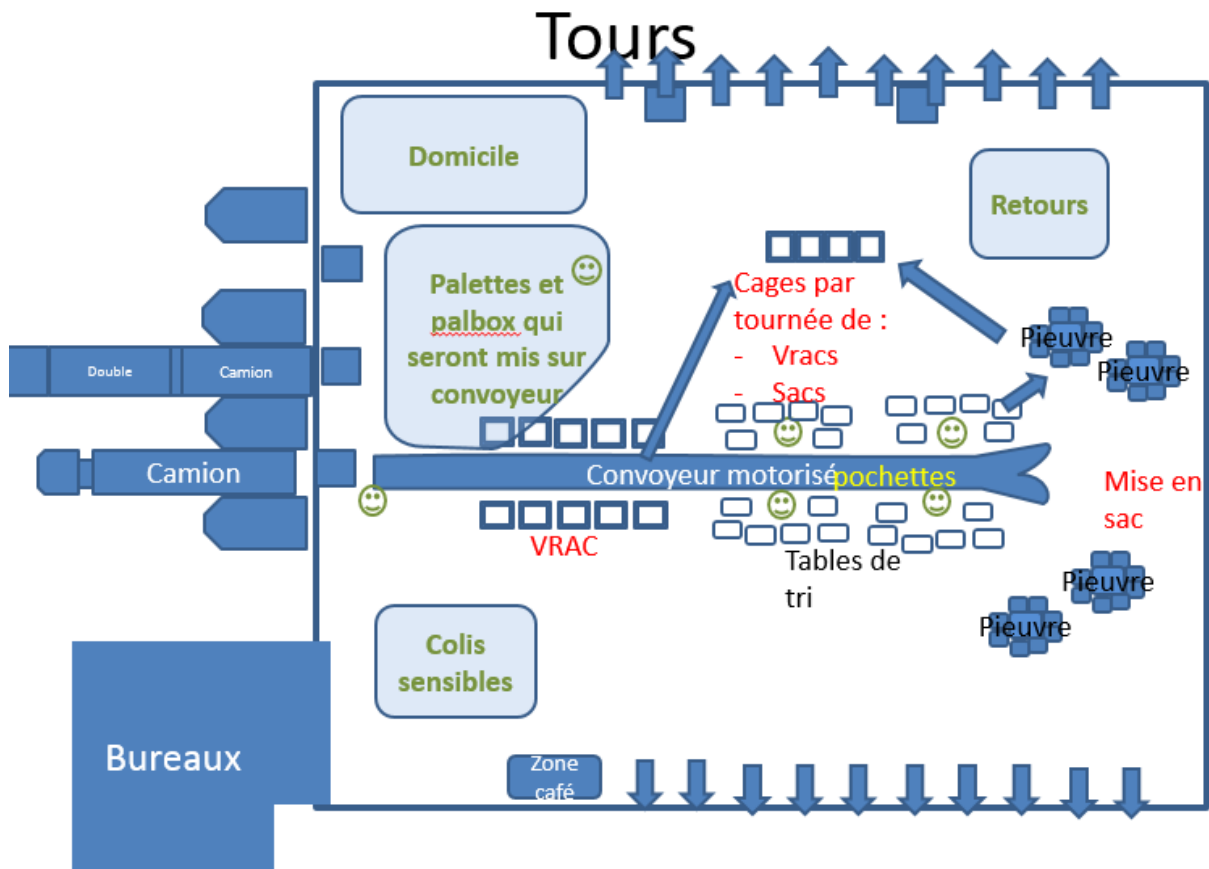 Tours
Domicile
Retours
Palettes et
palbox qui
seront mis sur
convoyeur
Cages par
tournée de :
- Vracs
- Sacs
Pieuvre
Pieuvre
Double
Camion
Camion
Convoyeur motorisé
pochettes
Mise en
sac
VRAC
Tables de
tri
Pieuvre
Pieuvre
Colis
sensibles
Bureaux
Zone
café